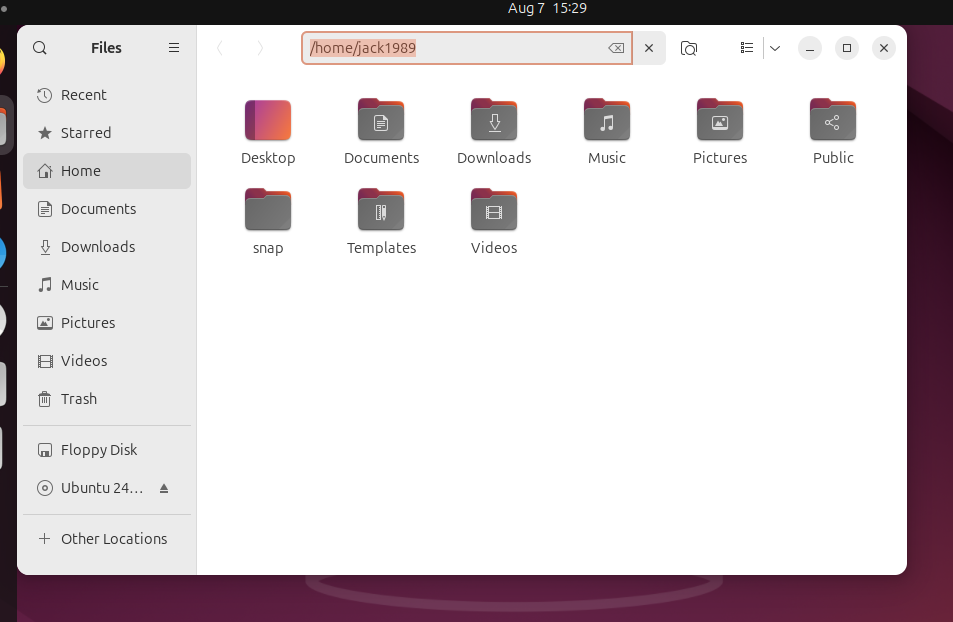 Aug 7 15:29
Files
/home/jack1989
Recent
Starred
Home
Documents
Downloads
Music
Pictures
Videos
Trash
Floppy Disk
Ubuntu 24…
Other Locations
Desktop
Documents
Downloads
Music
Pictures
Public
snap
Templates
Videos